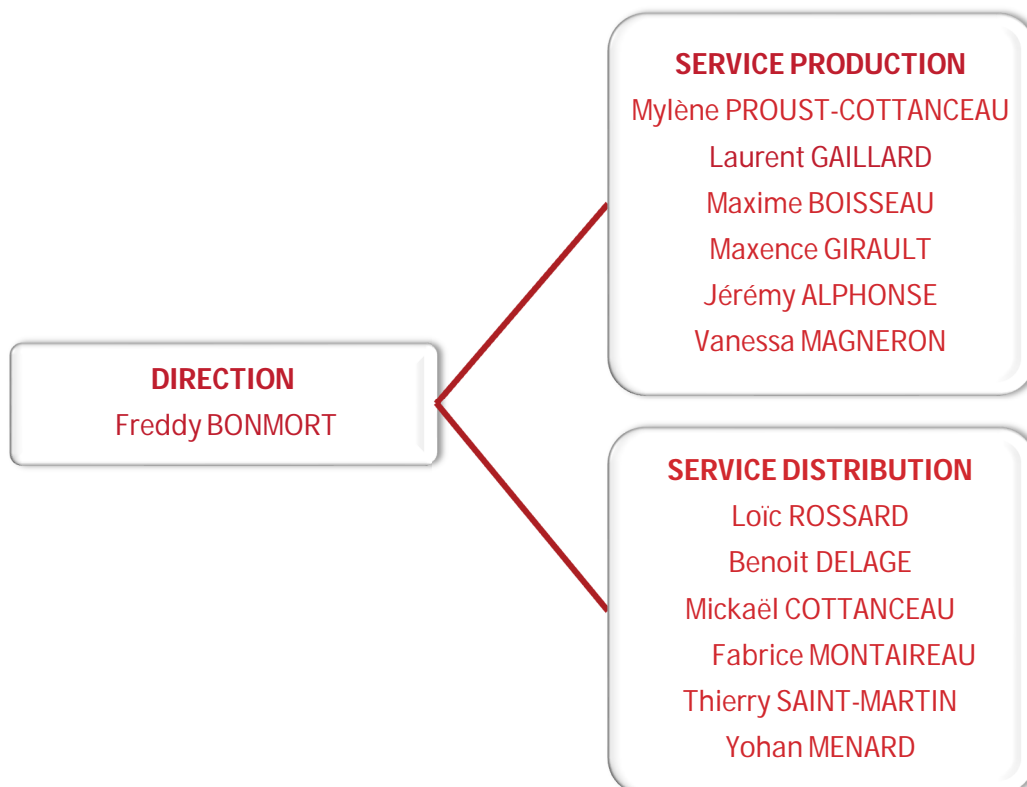 SERVICE PRODUCTION
Mylène PROUST-COTTANCEAU
Laurent GAILLARD
Maxime BOISSEAU
Maxence GIRAULT
Jérémy ALPHONSE
Vanessa MAGNERON
DIRECTION
Freddy BONMORT
SERVICE DISTRIBUTION
Loïc ROSSARD
Benoit DELAGE
Mickaël COTTANCEAU
Fabrice MONTAIREAU
Thierry SAINT-MARTIN
Yohan MENARD